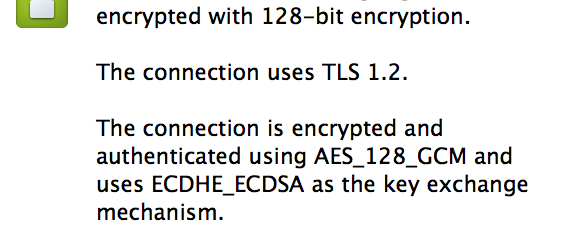 encrypted with 128-bit encryption.
The connection uses TLS 1.2.
The connection is encrypted and
authenticated using AES_128_GCM and
uses ECDHE_ECDSA as the key exchange
mechanism.